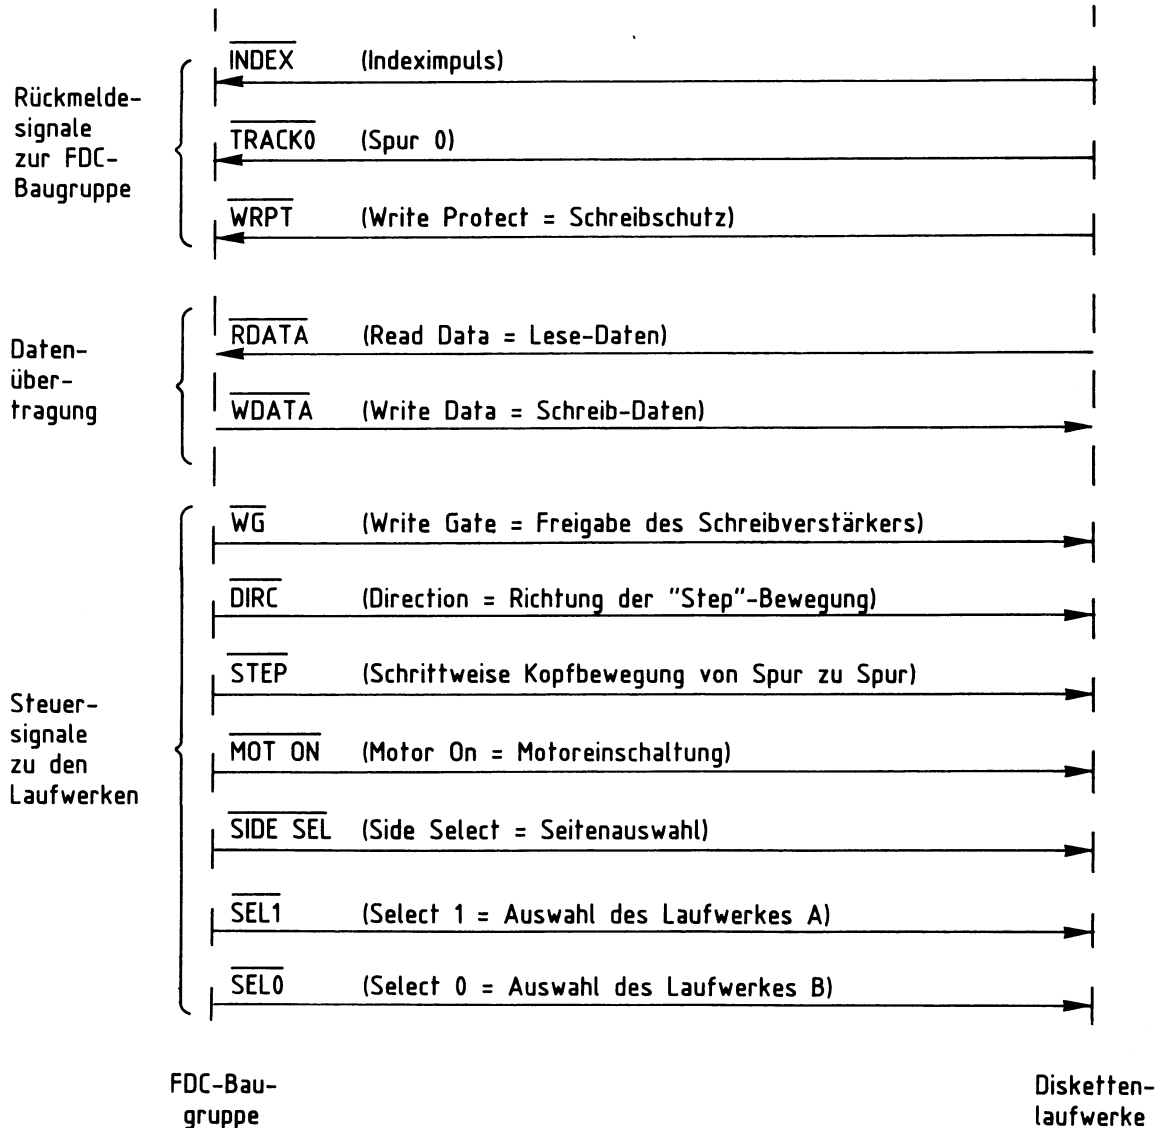 INDEX (Indeximpuls)
Rückmelde-
signale
zur FDC-
Baugruppe
TRACK0 (Spur 0)
WRPT (Write Protect = Schreibschutz)
Daten-
über-
tragung
RDATA (Read Data = Lese-Daten)
WDATA (Write Data = Schreib-Daten)
Steuer-
signale
zu den
Laufwerken
WG (Write Gate = Freigabe des Schreibverstärkers)
DIRC (Direction = Richtung der "Step"-Bewegung)
STEP (Schrittweise Kopfbewegung von Spur zu Spur)
MOT ON (Motor On = Motoreinschaltung)
SIDE SEL (Side Select = Seitenauswahl)
SEL1 (Select 1 = Auswahl des Laufwerkes A)
SEL0 (Select 0 = Auswahl des Laufwerkes B)
FDC-Bau-
gruppe
Disketten-
laufwerke